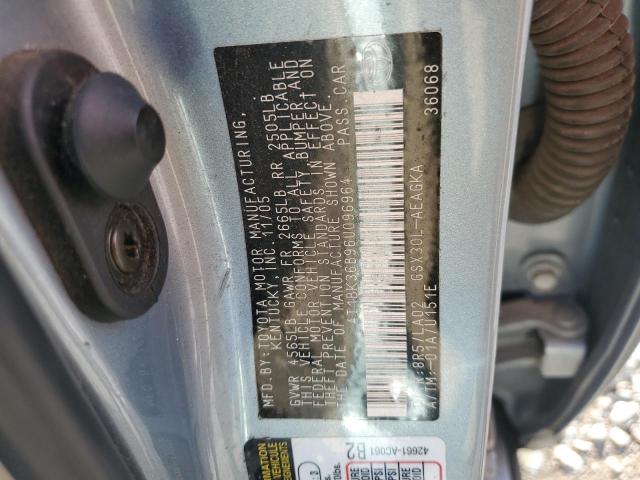 MFD.BY:TOYOTA MOTOR MANUFACTURING,
KENTUCKY, INC. 11/05
GVWR 4565LB GAWR FR 2665LB RR 2505LB
THIS VEHICLE CONFORMS TO ALL APPLICABLE
FEDERAL MOTOR VEHICLE SAFETY, BUMPER, AND
THEFT PREVENTION STANDARDS IN EFFECT ON
THE DATE OF MANUFACTURE SHOWN ABOVE.
PASS.CAR
C/TR:8R5/LA02 GSX30L-AEAGKA
A/TM:-01A/U151E 36068
42661-AC061
B2